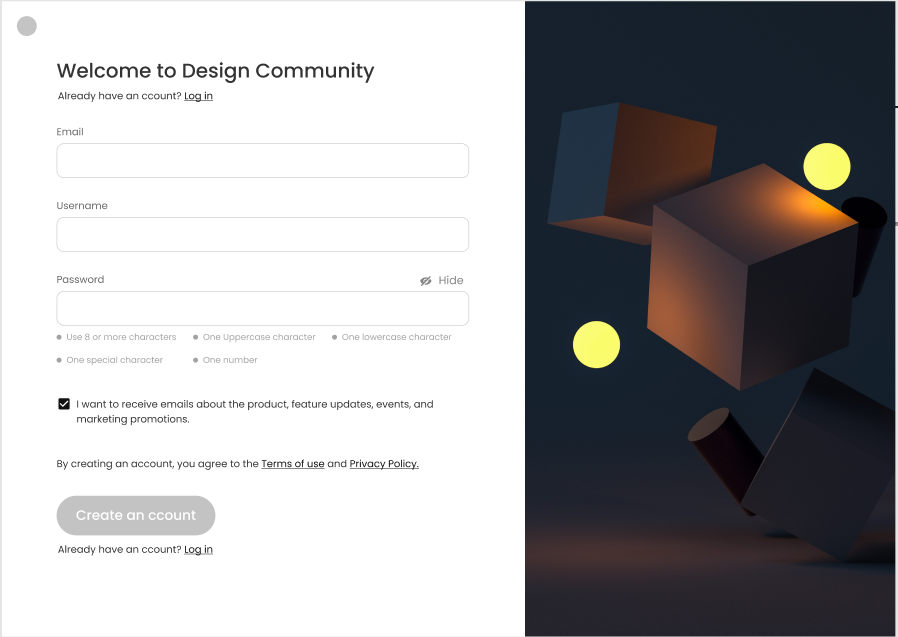 Welcome to Design Community
Already have an ccount? Log in
Email
Username
Password Hide
Use 8 or more characters One Uppercase character One lowercase character
One special character One number
I want to receive emails about the product, feature updates, events, and
marketing promotions.
By creating an account, you agree to the Terms of use and Privacy Policy.
Create an ccount
Already have an ccount? Log in